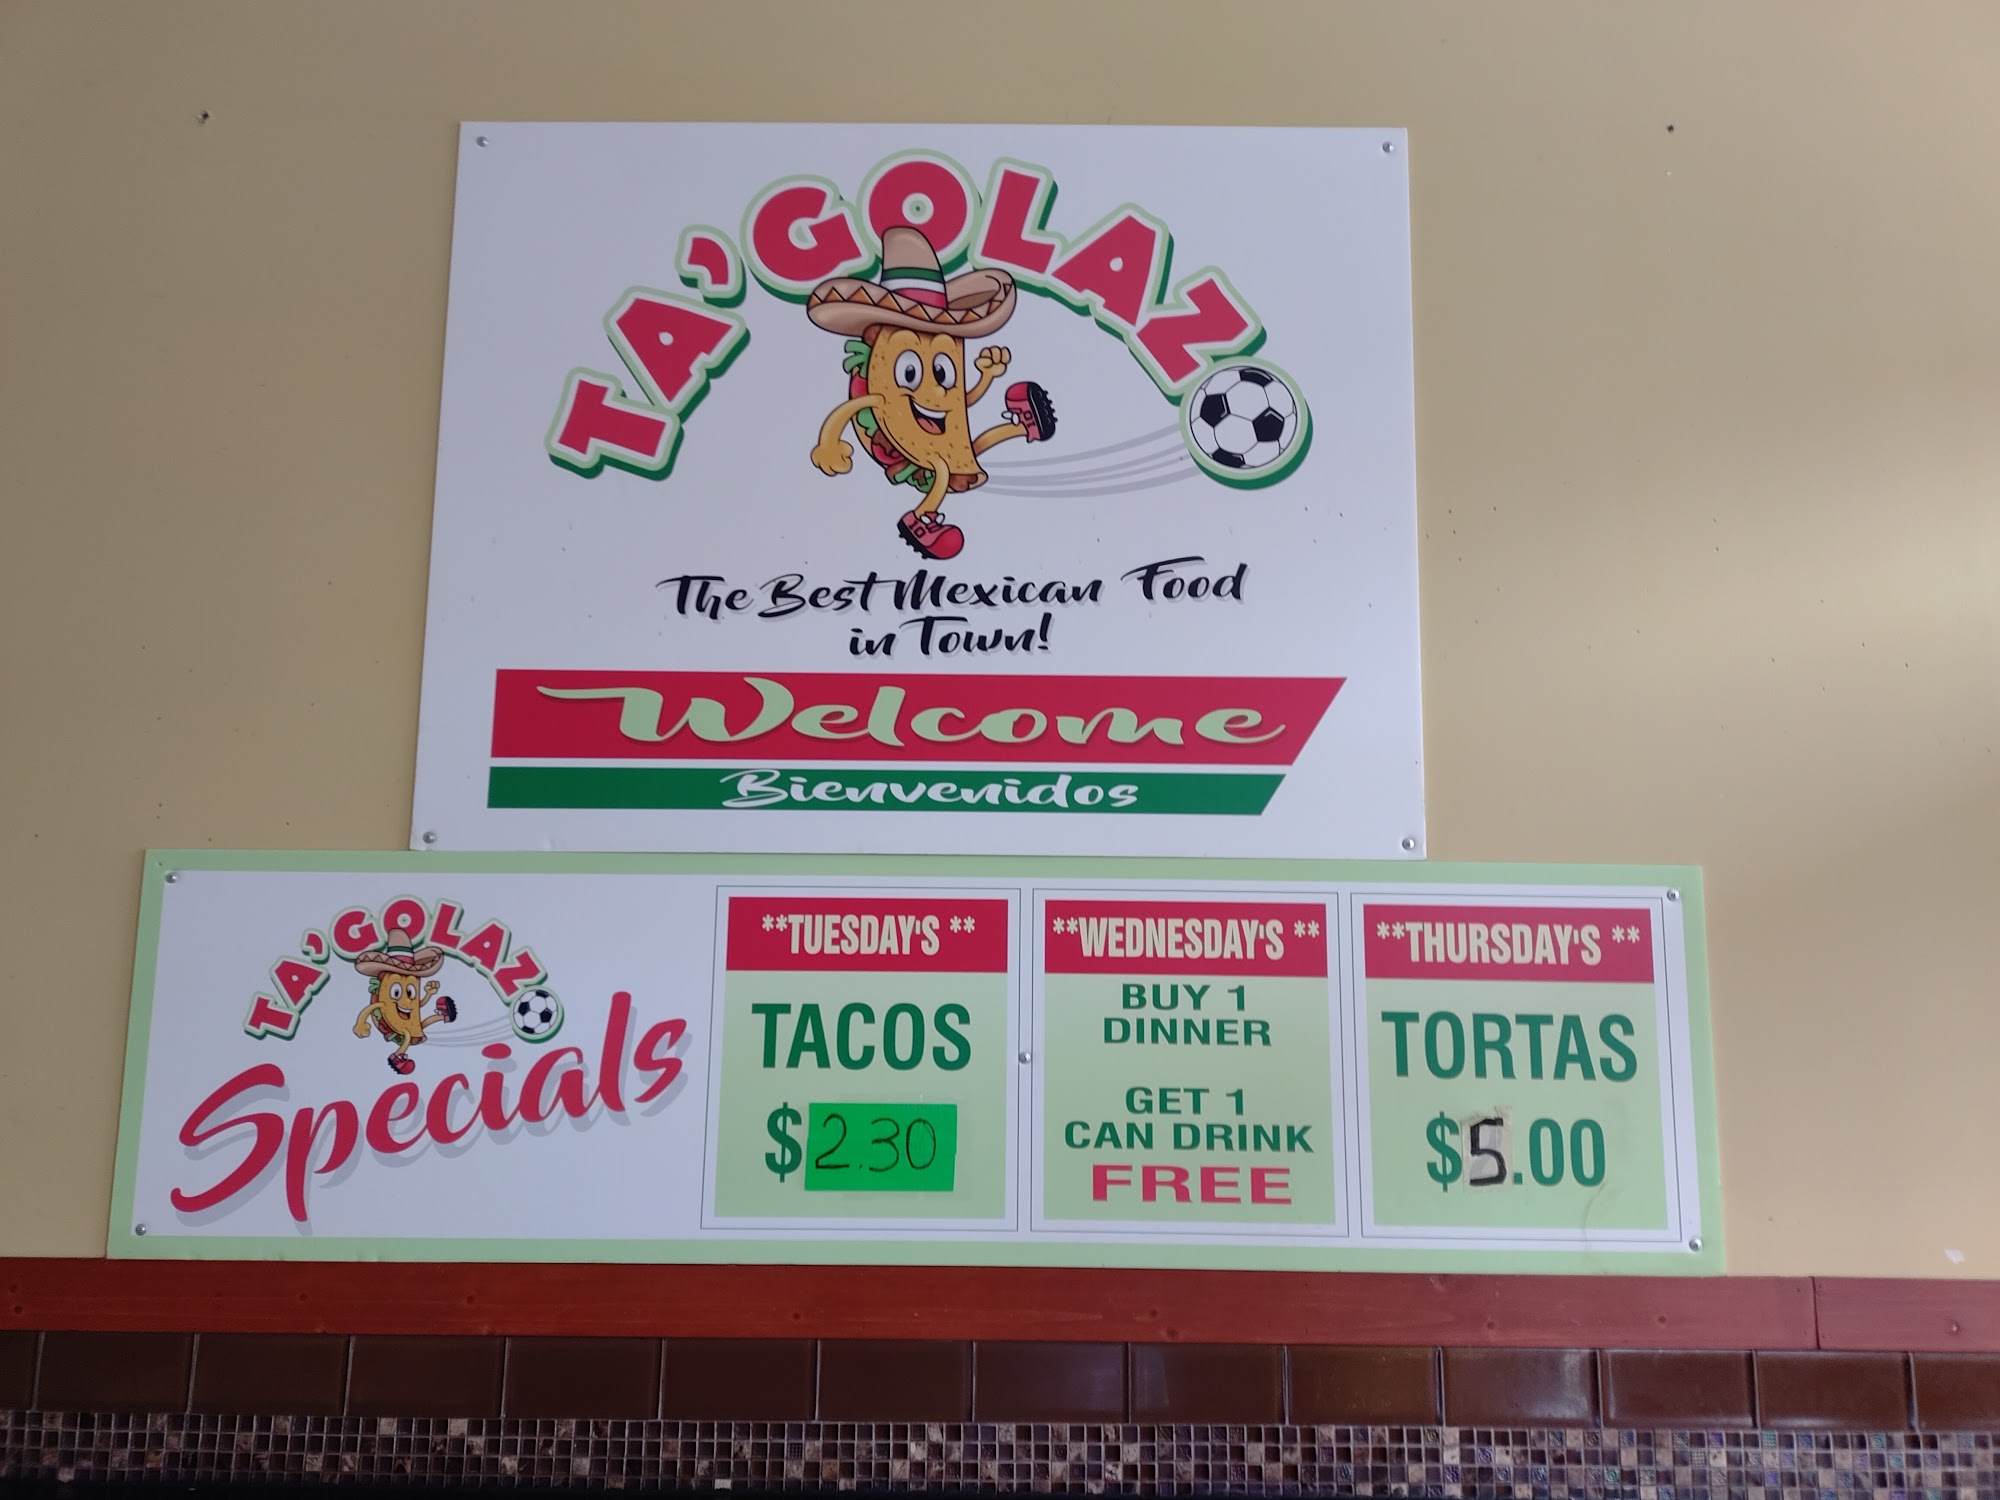 TA'GOLAZO
The Best Mexican Food
in Town!
Welcome
Bienvenidos
TA'GOLAZO
Specials
**TUESDAY'S **
TACOS
$2.30
**WEDNESDAY'S **
BUY 1
DINNER
GET 1
CAN DRINK
FREE
**THURSDAY'S **
TORTAS
$5.00